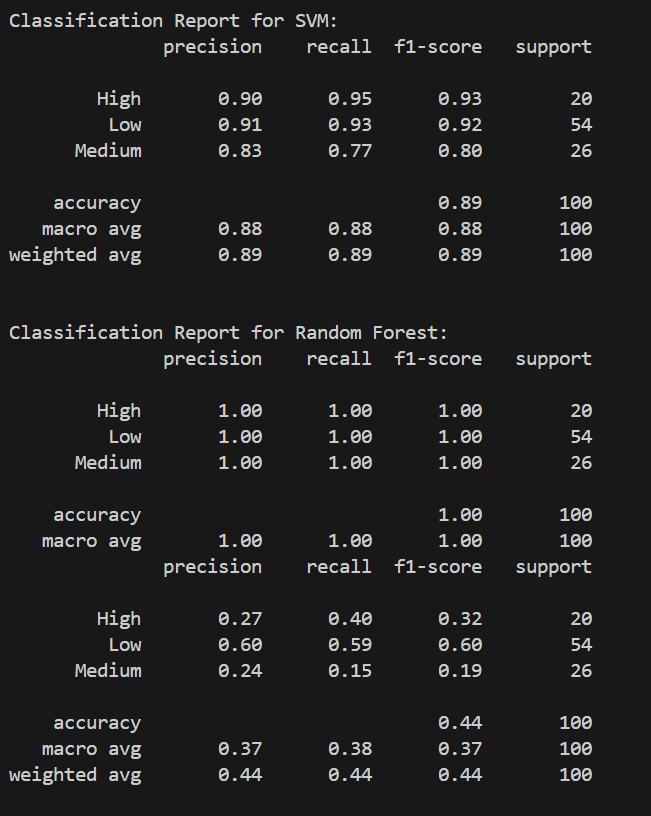 Classification Report for SVM:
              precision    recall  f1-score   support

        High       0.90      0.95      0.93        20
         Low       0.91      0.93      0.92        54
      Medium       0.83      0.77      0.80        26

    accuracy                           0.89       100
   macro avg       0.88      0.88      0.88       100
weighted avg       0.89      0.89      0.89       100

Classification Report for Random Forest:
              precision    recall  f1-score   support

        High       1.00      1.00      1.00        20
         Low       1.00      1.00      1.00        54
      Medium       1.00      1.00      1.00        26

    accuracy                           1.00       100
   macro avg       1.00      1.00      1.00       100
              precision    recall  f1-score   support

        High       0.27      0.40      0.32        20
         Low       0.60      0.59      0.60        54
      Medium       0.24      0.15      0.19        26

    accuracy                           0.44       100
   macro avg       0.37      0.38      0.37       100
weighted avg       0.44      0.44      0.44       100